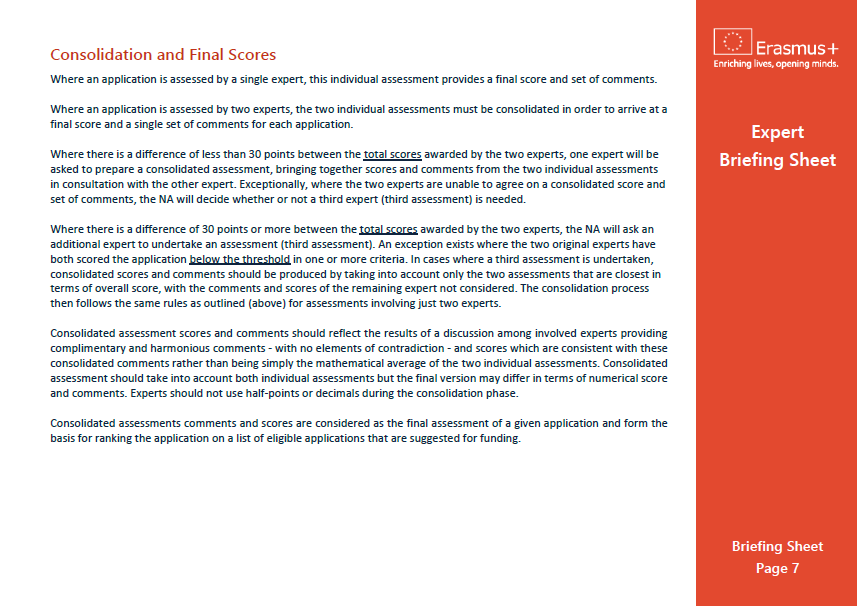 Consolidation and Final Scores
Where an application is assessed by a single expert, this individual assessment provides a final score and set of comments.
Where an application is assessed by two experts, the two individual assessments must be consolidated in order to arrive at a
final score and a single set of comments for each application.
Where there is a difference of less than 30 points between the total scores awarded by the two experts, one expert will be
asked to prepare a consolidated assessment, bringing together scores and comments from the two individual assessments
in consultation with the other expert. Exceptionally, where the two experts are unable to agree on a consolidated score and
set of comments, the NA will decide whether or not a third expert (third assessment) is needed.
Where there is a difference of 30 points or more between the total scores awarded by the two experts, the NA will ask an
additional expert to undertake an assessment (third assessment). An exception exists where the two original experts have
both scored the application below the threshold in one or more criteria. In cases where a third assessment is undertaken,
consolidated scores and comments should be produced by taking into account only the two assessments that are closest in
terms of overall score, with the comments and scores of the remaining expert not considered. The consolidation process
then follows the same rules as outlined (above) for assessments involving just two experts.
Consolidated assessment scores and comments should reflect the results of a discussion among involved experts providing
complimentary and harmonious comments - with no elements of contradiction - and scores which are consistent with these
consolidated comments rather than being simply the mathematical average of the two individual assessments. Consolidated
assessment should take into account both individual assessments but the final version may differ in terms of numerical score
and comments. Experts should not use half-points or decimals during the consolidation phase.
Consolidated assessments comments and scores are considered as the final assessment of a given application and form the
basis for ranking the application on a list of eligible applications that are suggested for funding.
Erasmus+
Enriching lives, opening minds.
Expert
Briefing Sheet
Briefing Sheet
Page 7